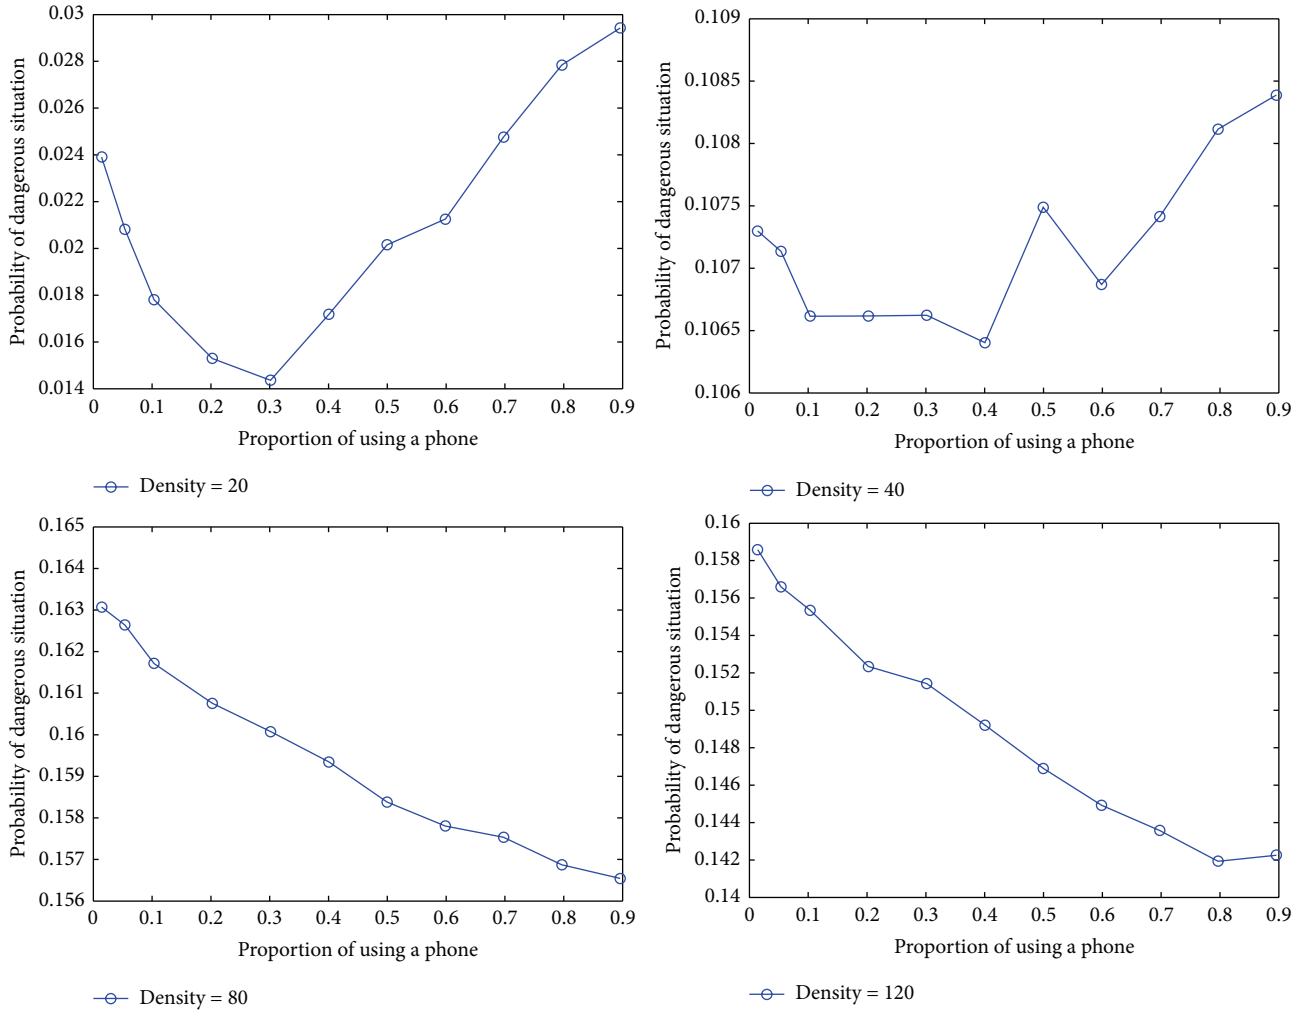 0.03
0.028
0.026
0.024
0.022
0.02
0.018
0.016
0.014
Probability of dangerous situation
0 0.1 0.2 0.3 0.4 0.5 0.6 0.7 0.8 0.9
Proportion of using a phone
Density = 20
0.109
0.1085
0.108
0.1075
0.107
0.1065
0.106
Probability of dangerous situation
0 0.1 0.2 0.3 0.4 0.5 0.6 0.7 0.8 0.9
Proportion of using a phone
Density = 40
0.165
0.164
0.163
0.162
0.161
0.16
0.159
0.158
0.157
0.156
Probability of dangerous situation
0 0.1 0.2 0.3 0.4 0.5 0.6 0.7 0.8 0.9
Proportion of using a phone
Density = 80
0.16
0.158
0.156
0.154
0.152
0.15
0.148
0.146
0.144
0.142
0.14
Probability of dangerous situation
0 0.1 0.2 0.3 0.4 0.5 0.6 0.7 0.8 0.9
Proportion of using a phone
Density = 120